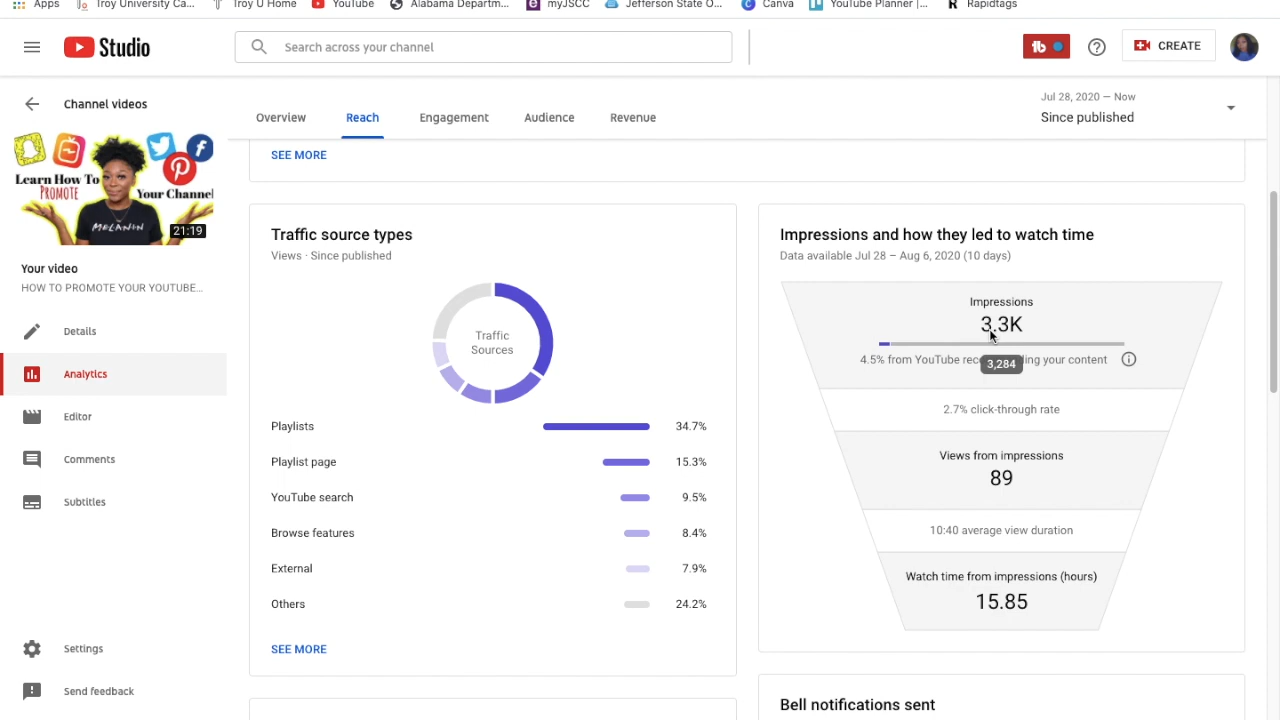 Apps
Troy University Ca...
Troy U Home
YouTube
Alabama Departm...
myJSCC
Jefferson State O...
Canva
YouTube Planner |...
Rapidtags
Studio
Search across your channel
tb
CREATE
Channel videos
Learn How To
PROMOTE
Your Channel
MELANIN
21:19
Your video
HOW TO PROMOTE YOUR YOUTUBE...
Details
Analytics
Editor
Comments
Subtitles
Settings
Send feedback
Overview
Reach
Engagement
Audience
Revenue
Jul 28, 2020 – Now
Since published
SEE MORE
Traffic source types
Views · Since published
Traffic
Sources
Playlists 34.7%
Playlist page 15.3%
YouTube search 9.5%
Browse features 8.4%
External 7.9%
Others 24.2%
SEE MORE
Impressions and how they led to watch time
Data available Jul 28 – Aug 6, 2020 (10 days)
Impressions
3.3K
4.5% from YouTube rec ing your content
3,284
2.7% click-through rate
Views from impressions
89
10:40 average view duration
Watch time from impressions (hours)
15.85
Bell notifications sent